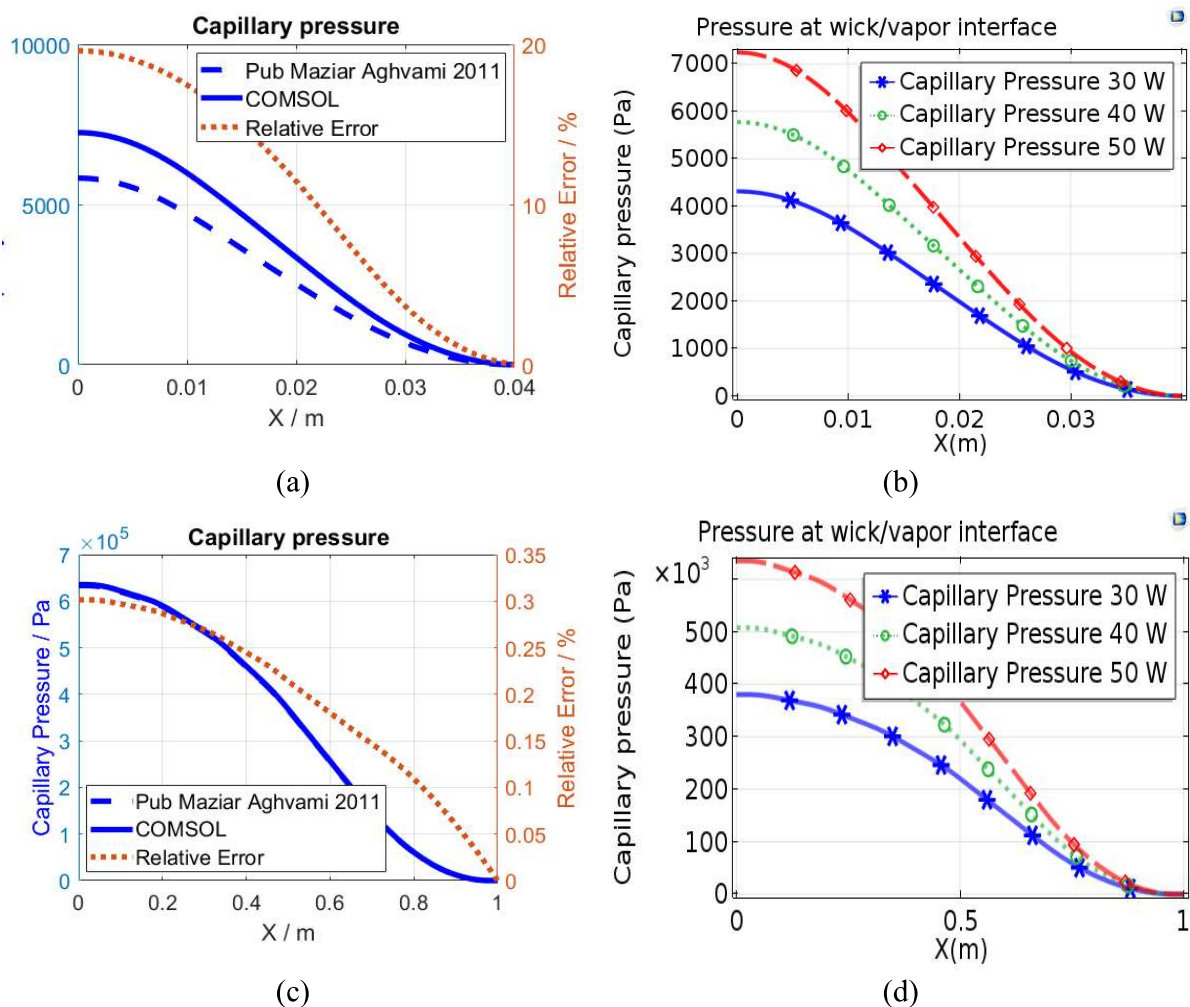 Capillary pressure
10000
5000
0
20
10
0
Relative Error / %
Pub Maziar Aghvami 2011
COMSOL
Relative Error
0
0.01
0.02
0.03
0.04
X / m
(a)
Pressure at wick/vapor interface
Capillary pressure (Pa)
7000
6000
5000
4000
3000
2000
1000
0
Capillary Pressure 30 W
Capillary Pressure 40 W
Capillary Pressure 50 W
0
0.01
0.02
0.03
X(m)
(b)
Capillary pressure
×10⁵
Capillary Pressure / Pa
7
6
5
4
3
2
1
0
0.35
0.3
0.25
0.2
0.15
0.1
0.05
0
Relative Error / %
Pub Maziar Aghvami 2011
COMSOL
Relative Error
0
0.2
0.4
0.6
0.8
1
X / m
(c)
Pressure at wick/vapor interface
×10³
Capillary pressure (Pa)
500
400
300
200
100
0
Capillary Pressure 30 W
Capillary Pressure 40 W
Capillary Pressure 50 W
0
0.5
1
X(m)
(d)